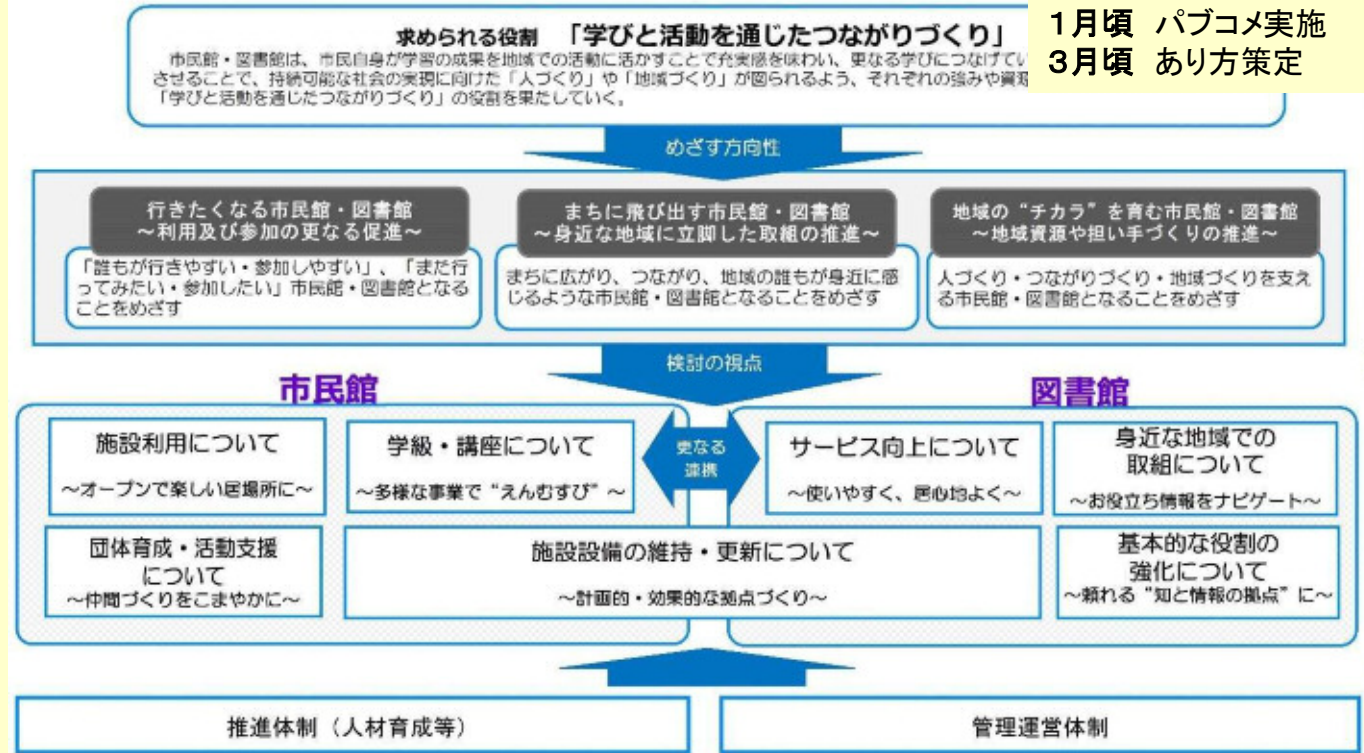 1月頃 パブコメ実施
3月頃 あり方策定
求められる役割 「学びと活動を通じたつながりづくり」
市民館・図書館は、市民自身が学習の成果を地域での活動に活かすことで充実感を味わい、更なる学びにつなげてい
させることで、持続可能な社会の実現に向けた「人づくり」や「地域づくり」が図られるよう、それぞれの強みや資源
「学びと活動を通じたつながりづくり」の役割を果たしていく。
めざす方向性
行きたくなる市民館・図書館
～利用及び参加の更なる促進～
「誰もが行きやすい・参加しやすい」、「また行
ってみたい・参加したい」市民館・図書館となる
ことをめざす
まちに飛び出す市民館・図書館
～身近な地域に立脚した取組の推進～
まちに広がり、つながり、地域の誰もが身近に感
じるような市民館・図書館となることをめざす
地域の“チカラ”を育む市民館・図書館
～地域資源や担い手づくりの推進～
人づくり・つながりづくり・地域づくりを支え
る市民館・図書館となることをめざす
検討の視点
市民館
図書館
施設利用について
～オープンで楽しい居場所に～
学級・講座について
～多様な事業で“えんむすび”～
更なる
連携
サービス向上について
～使いやすく、居心地よく～
身近な地域での
取組について
～お役立ち情報をナビゲート～
団体育成・活動支援
について
～仲間づくりをこまやかに～
施設設備の維持・更新について
～計画的・効果的な拠点づくり～
基本的な役割の
強化について
～頼れる“知と情報の拠点”に～
推進体制（人材育成等）
管理運営体制